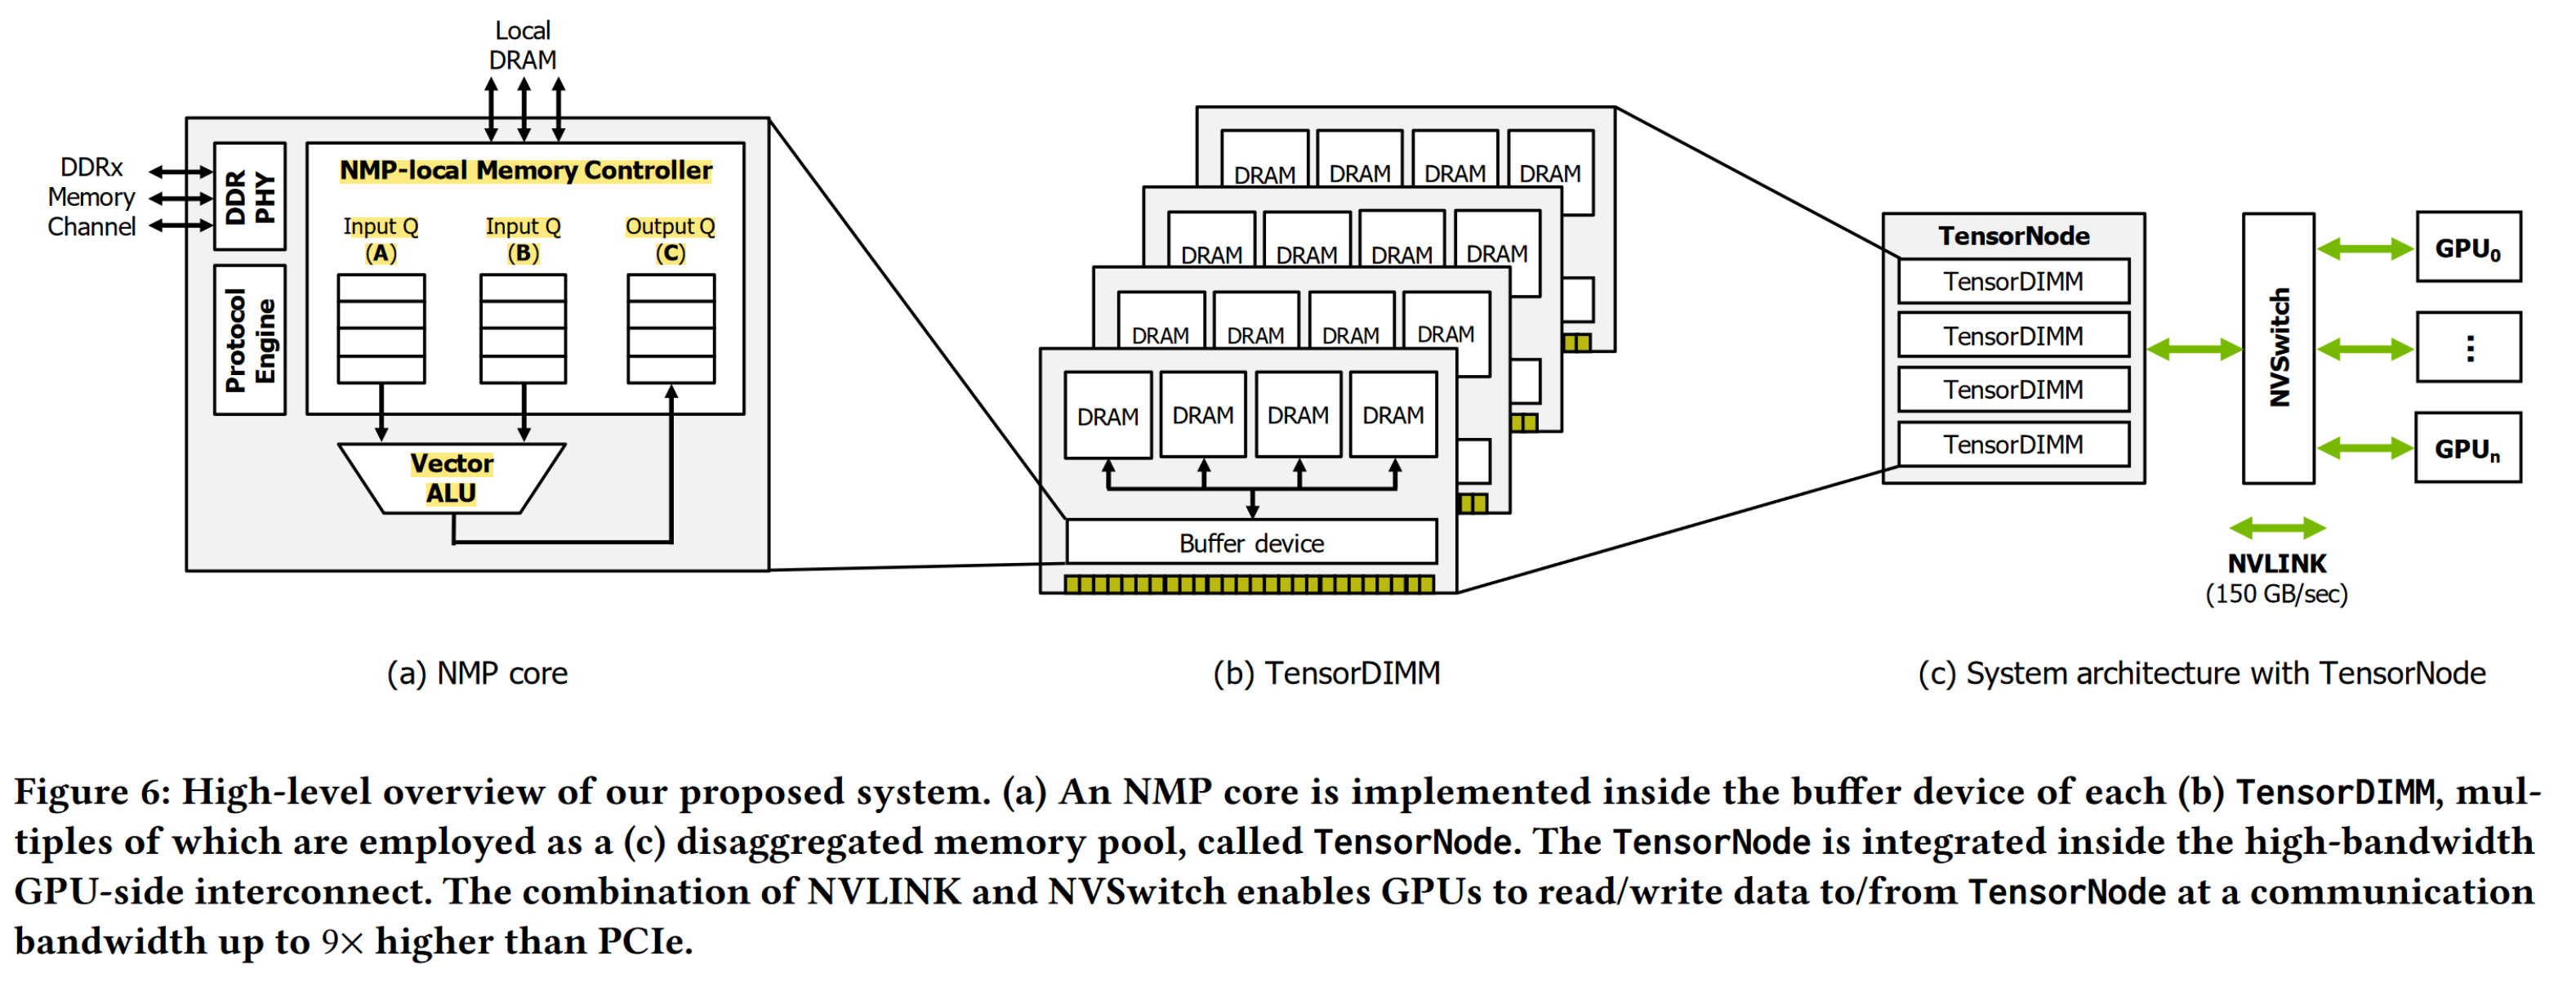 Local
DRAM
DDRx
Memory
Channel
DDR
PHY
Protocol
Engine
NMP-local Memory Controller
Input Q
(A)
Input Q
(B)
Output Q
(C)
Vector
ALU
(a) NMP core
DRAM DRAM DRAM DRAM
DRAM DRAM DRAM DRAM
DRAM DRAM DRAM DRAM
DRAM DRAM DRAM DRAM
Buffer device
(b) TensorDIMM
TensorNode
TensorDIMM
TensorDIMM
TensorDIMM
TensorDIMM
NVSwitch
GPU0
...
GPUn
NVLINK
(150 GB/sec)
(c) System architecture with TensorNode
Figure 6: High-level overview of our proposed system. (a) An NMP core is implemented inside the buffer device of each (b) TensorDIMM, mul-
tiples of which are employed as a (c) disaggregated memory pool, called TensorNode. The TensorNode is integrated inside the high-bandwidth
GPU-side interconnect. The combination of NVLINK and NVSwitch enables GPUs to read/write data to/from TensorNode at a communication
bandwidth up to 9× higher than PCIe.